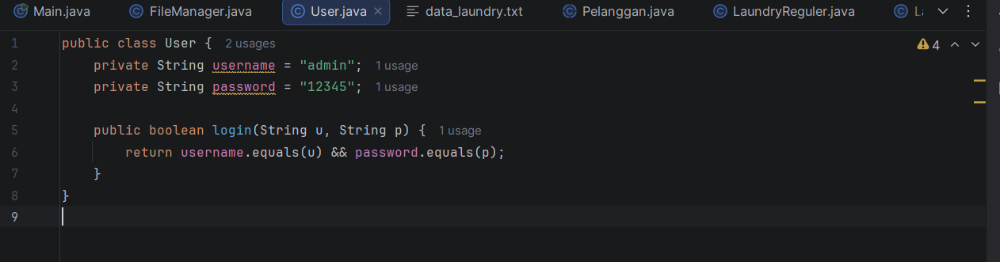 Main.java FileManager.java User.java data_laundry.txt Pelanggan.java LaundryReguler.java
1 public class User { 2 usages 4
2 private String username = "admin"; 1 usage
3 private String password = "12345"; 1 usage
4
5 public boolean login(String u, String p) { 1 usage
6 return username.equals(u) && password.equals(p);
7 }
8 }
9